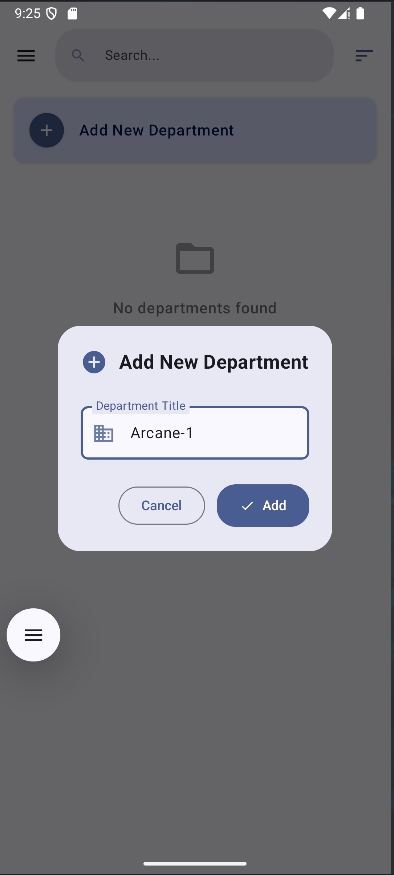 9:25
Search...
Add New Department
No departments found
Add New Department
Department Title
Arcane-1
Cancel
Add